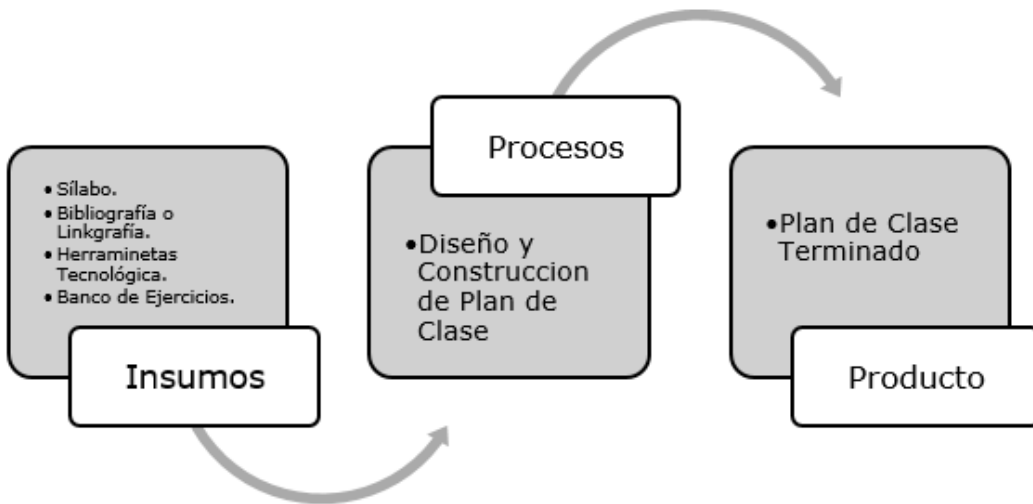 • Sílabo.
• Bibliografía o
Linkgrafía.
• Herraminetas
Tecnológica.
• Banco de Ejercicios.
Insumos
Procesos
•Diseño y
Construccion
de Plan de
Clase
•Plan de Clase
Terminado
Producto